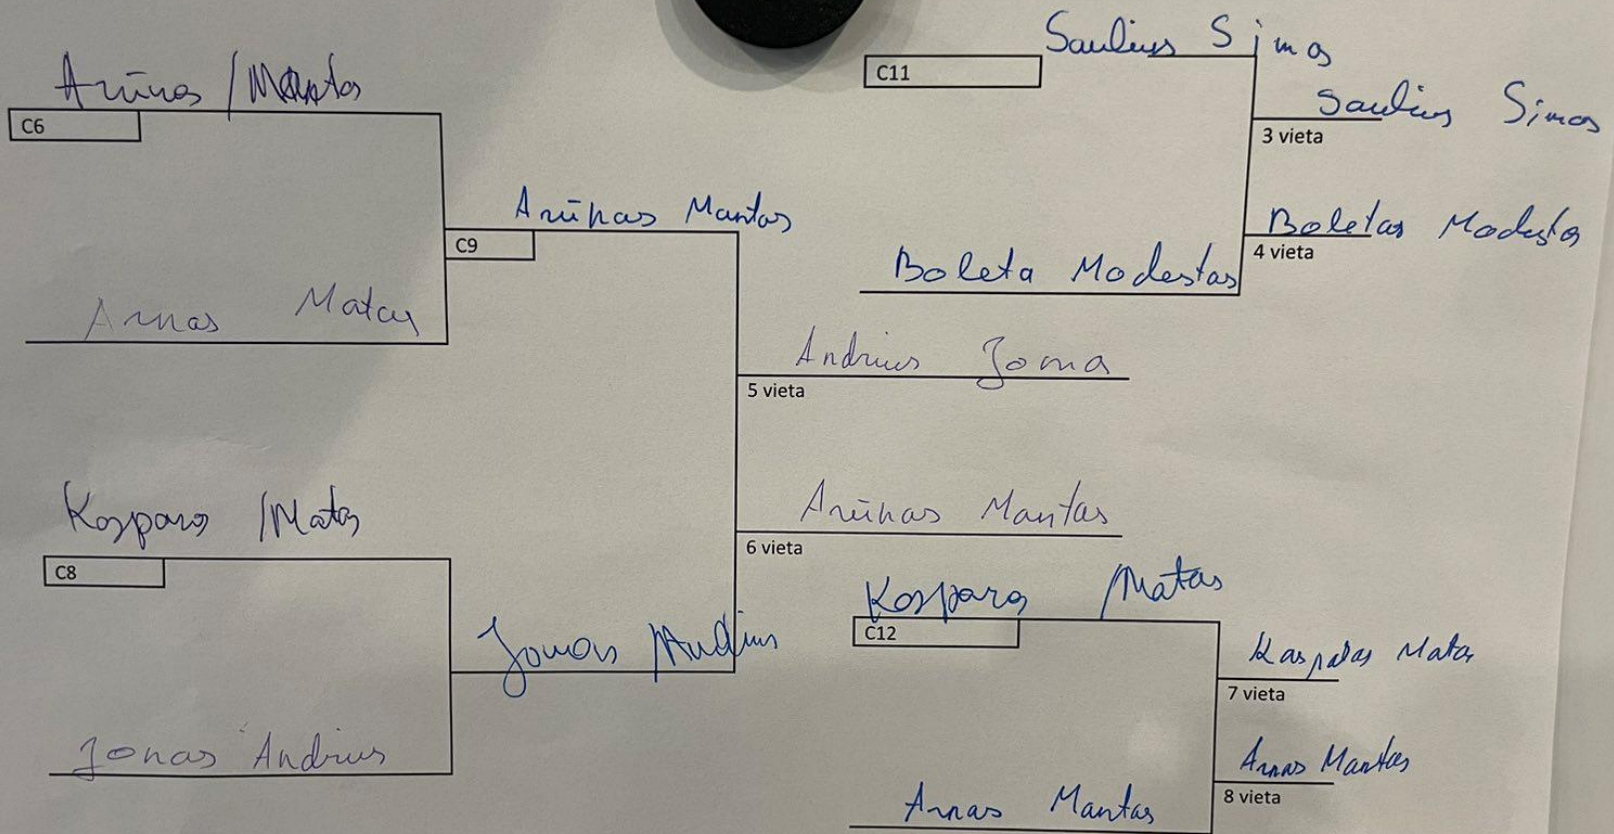 Arūnas / Mantas
C6
Arnas Matas
Arūnas Mantas
C9
Kasparas / Matas
C8
Jonas Andrius
Jonas / Andrius
Andrius Jona
5 vieta
Arūnas Mantas
6 vieta
Saulius Simas
C11
Boleta Modestas
Saulius Simas
3 vieta
Boletas Modestas
4 vieta
Kasparas / Matas
C12
Arnas Mantas
Kasparas Matas
7 vieta
Arnas Mantas
8 vieta